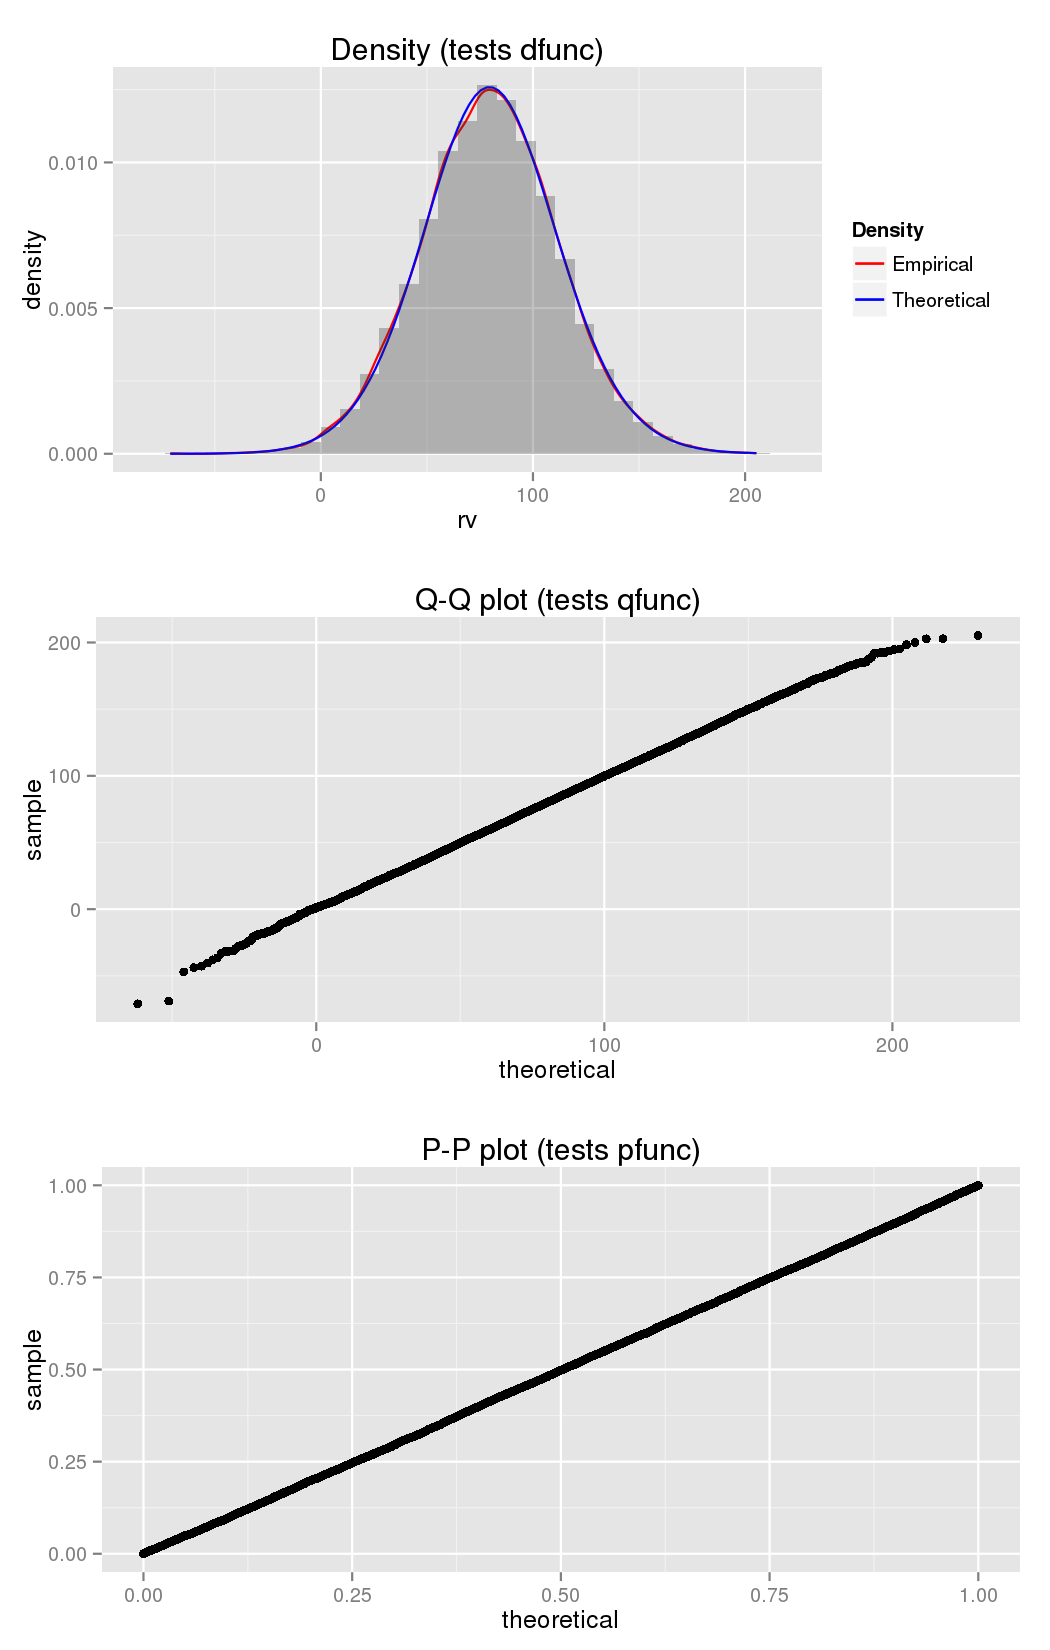 Density (tests dfunc)
density
0.010
0.005
0.000
0
100
200
rv
Density
Empirical
Theoretical
Q-Q plot (tests qfunc)
sample
200
100
0
0
100
200
theoretical
P-P plot (tests pfunc)
sample
1.00
0.75
0.50
0.25
0.00
0.00
0.25
0.50
0.75
1.00
theoretical